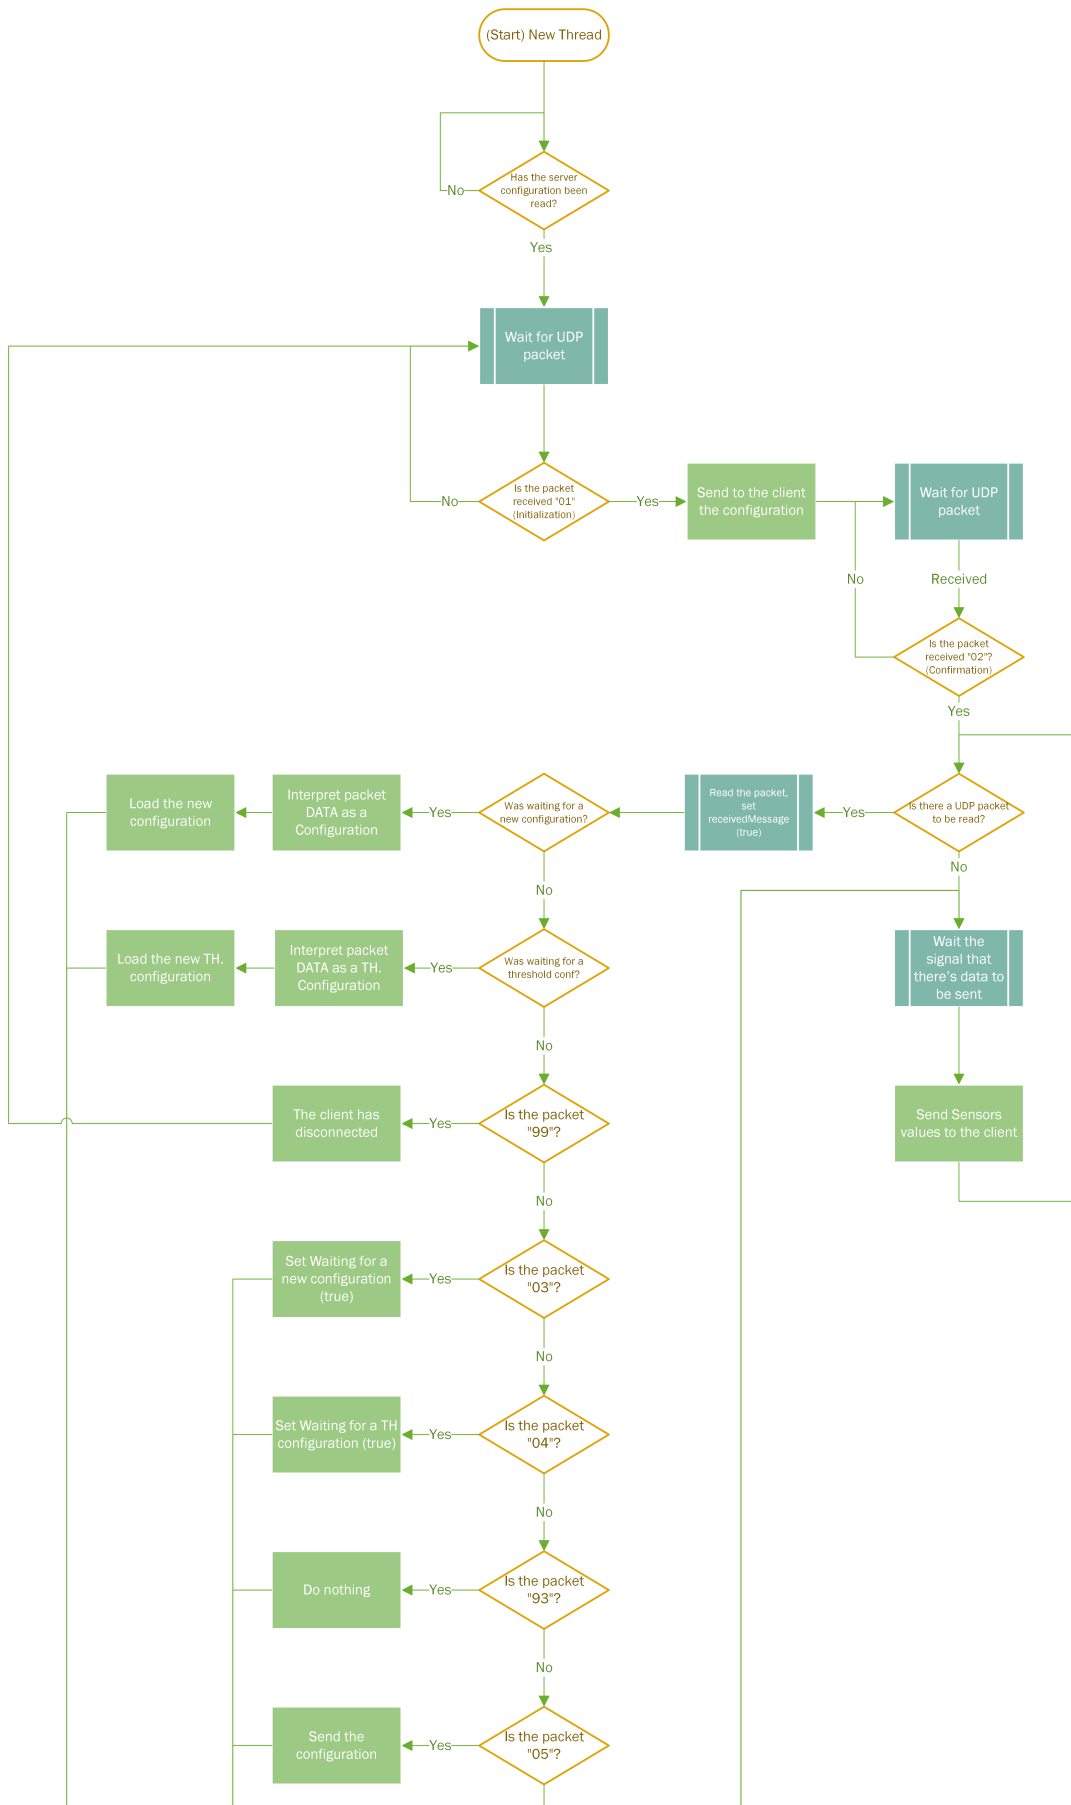 (Start) New Thread
Has the server
configuration been
read?
No
Yes
Wait for UDP
packet
Is the packet
received "01"
(Initialization)
No
Yes
Send to the client
the configuration
Wait for UDP
packet
No
Received
Is the packet
received "02"?
(Confirmation)
Yes
Load the new
configuration
Interpret packet
DATA as a
Configuration
Yes
Was waiting for a
new configuration?
Read the packet,
set
receivedMessage
(true)
Yes
Is there a UDP packet
to be read?
No
No
Load the new TH.
configuration
Interpret packet
DATA as a TH.
Configuration
Yes
Was waiting for a
threshold conf?
Wait the
signal that
there's data to
be sent
No
The client has
disconnected
Yes
Is the packet
"99"?
Send Sensors
values to the client
No
Set Waiting for a
new configuration
(true)
Yes
Is the packet
"03"?
No
Set Waiting for a TH
configuration (true)
Yes
Is the packet
"04"?
No
Do nothing
Yes
Is the packet
"93"?
No
Send the
configuration
Yes
Is the packet
"05"?